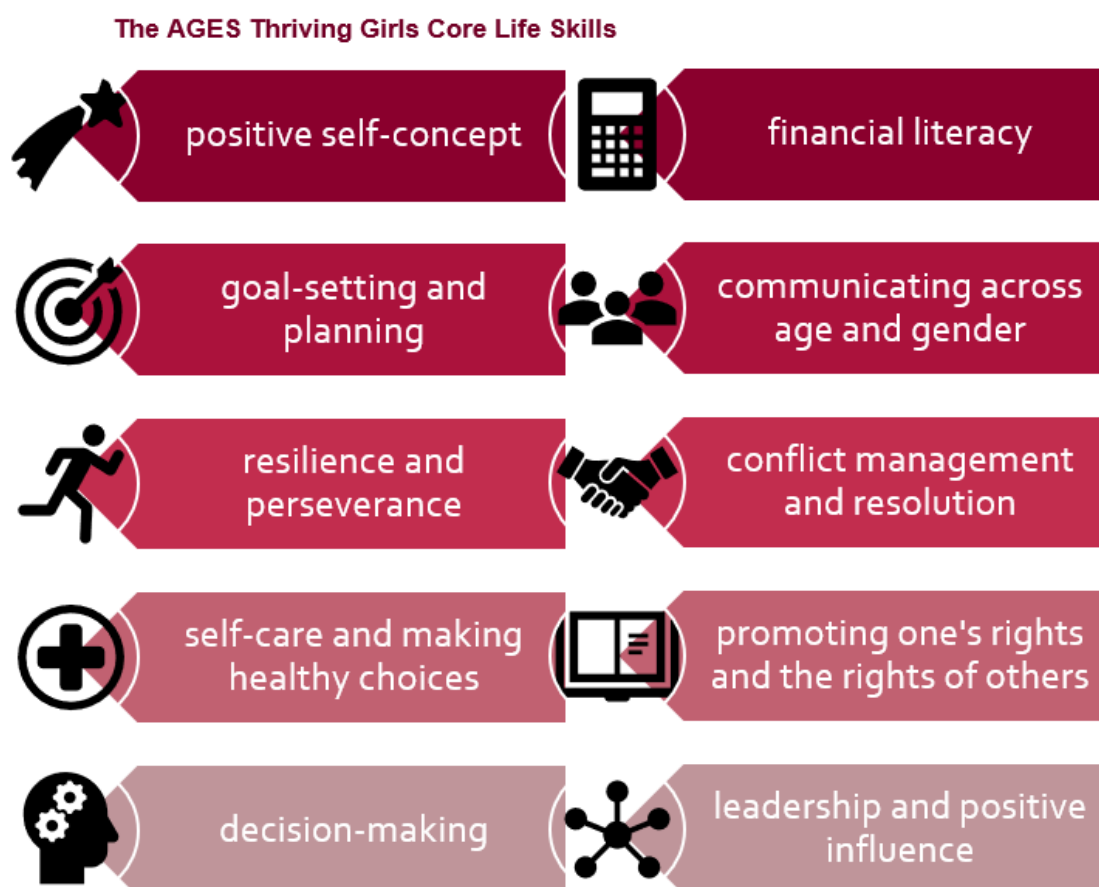 The AGES Thriving Girls Core Life Skills
positive self-concept
financial literacy
goal-setting and
planning
communicating across
age and gender
resilience and
perseverance
conflict management
and resolution
self-care and making
healthy choices
promoting one's rights
and the rights of others
decision-making
leadership and positive
influence